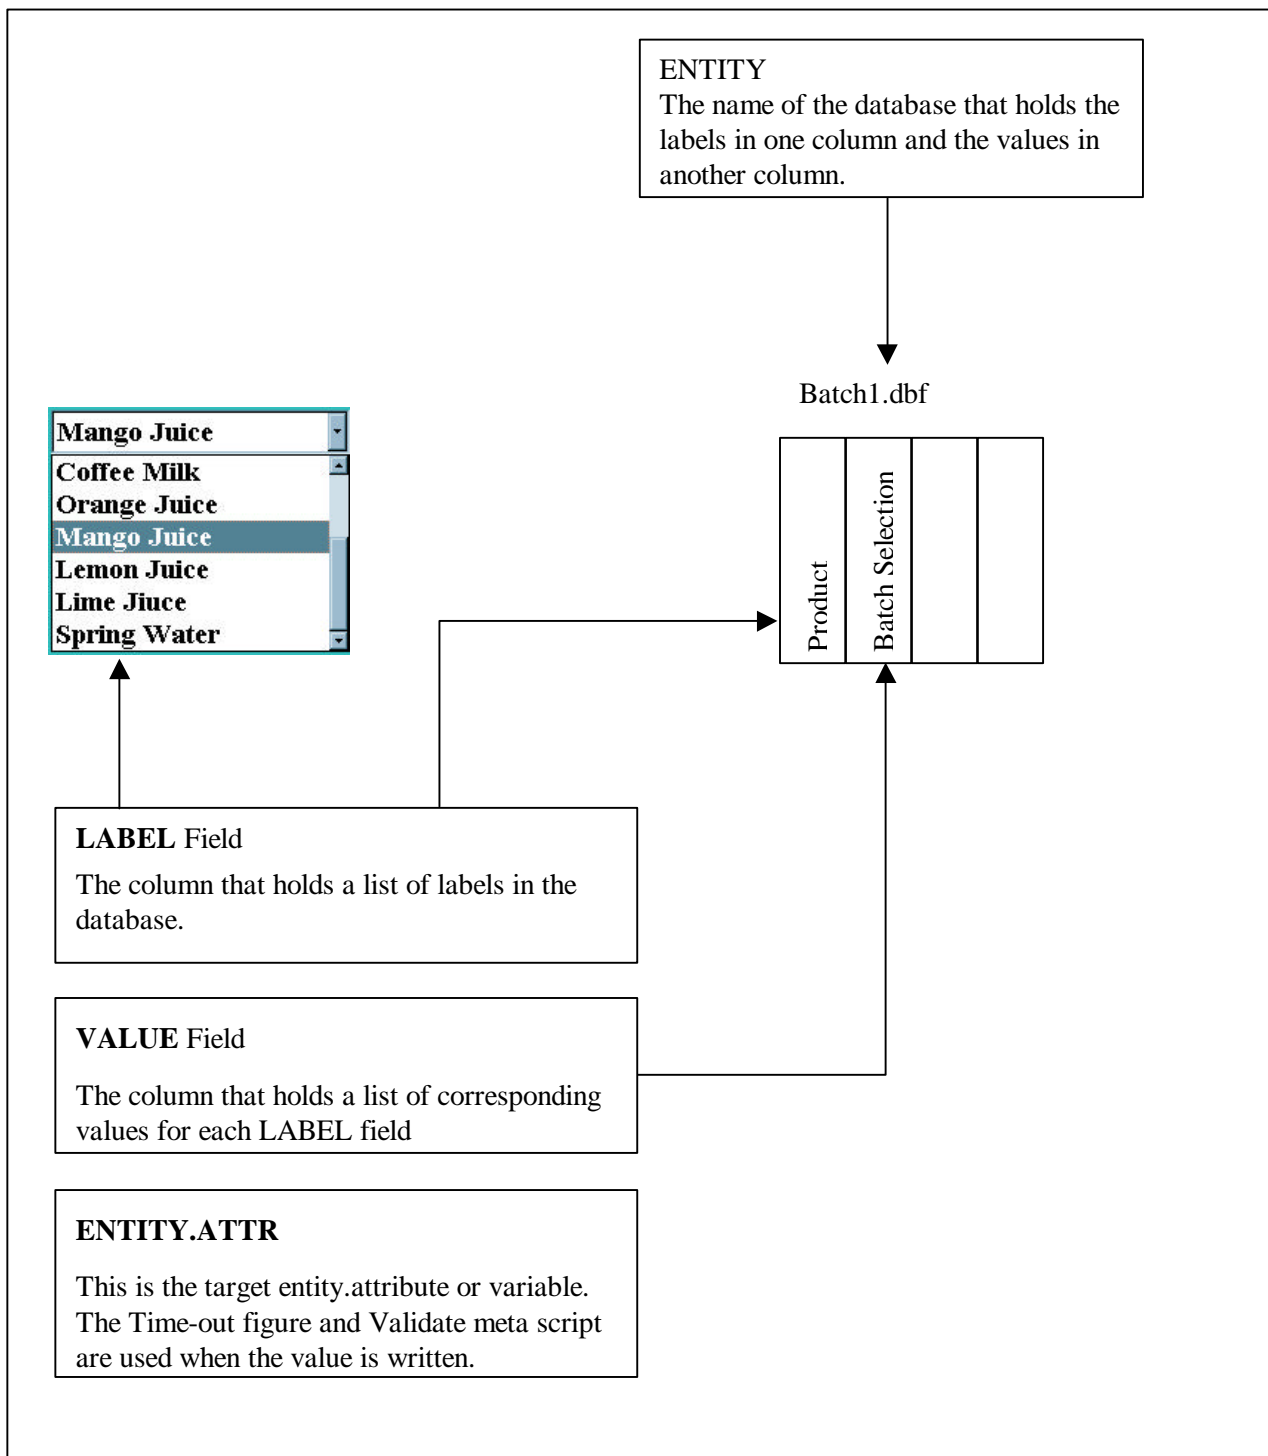 ENTITY
The name of the database that holds the
labels in one column and the values in
another column.
Batch1.dbf
Mango Juice
Coffee Milk
Orange Juice
Mango Juice
Lemon Juice
Lime Jiuce
Spring Water
Product
Batch Selection
LABEL Field
The column that holds a list of labels in the
database.
VALUE Field
The column that holds a list of corresponding
values for each LABEL field
ENTITY.ATTR
This is the target entity.attribute or variable.
The Time-out figure and Validate meta script
are used when the value is written.